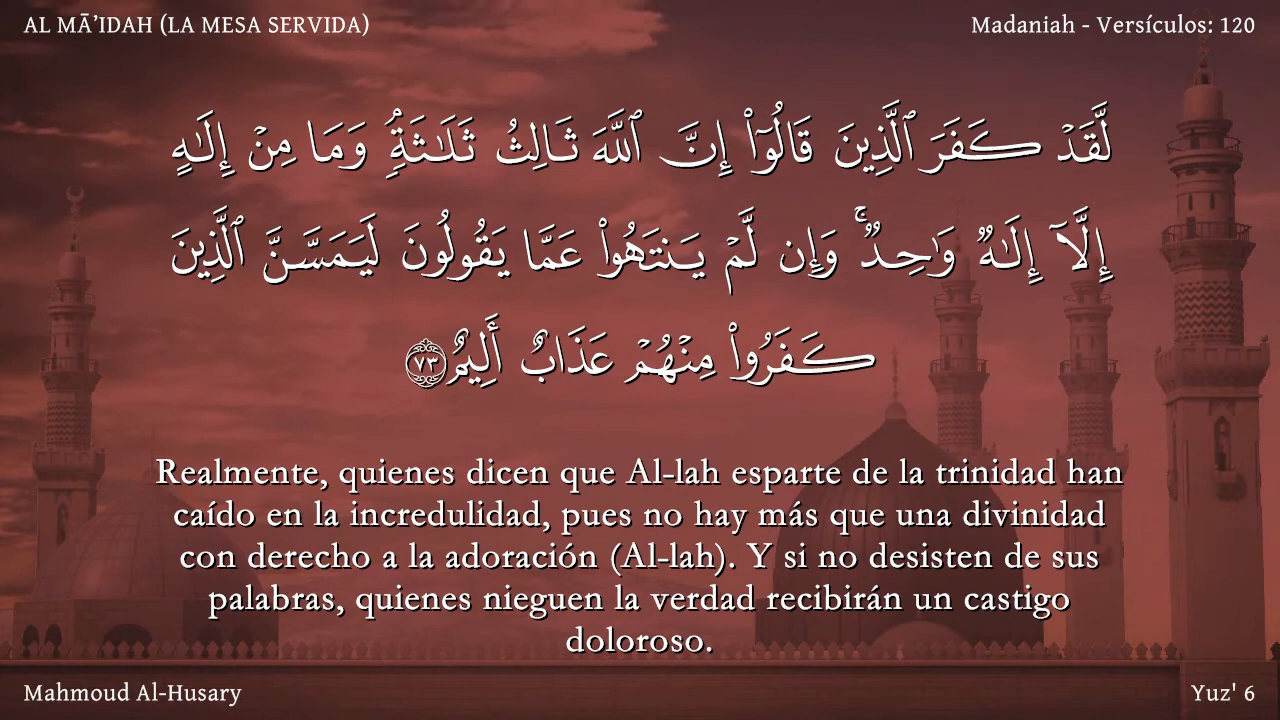 AL MĀ’IDAH (LA MESA SERVIDA)
Madaniah - Versículos: 120
لَّقَدْ كَفَرَ ٱلَّذِينَ قَالُوٓا۟ إِنَّ ٱللَّهَ ثَالِثُ ثَلَـٰثَةٍۢ وَمَا مِنْ إِلَـٰهٍ
إِلَّآ إِلَـٰهٌۭ وَٰحِدٌۭ ۚ وَإِن لَّمْ يَنتَهُوا۟ عَمَّا يَقُولُونَ لَيَمَسَّنَّ ٱلَّذِينَ
كَفَرُوا۟ مِنْهُمْ عَذَابٌ أَلِيمٌ ٧٣
Realmente, quienes dicen que Al-lah esparte de la trinidad han
caído en la incredulidad, pues no hay más que una divinidad
con derecho a la adoración (Al-lah). Y si no desisten de sus
palabras, quienes nieguen la verdad recibirán un castigo
doloroso.
Mahmoud Al-Husary
Yuz' 6